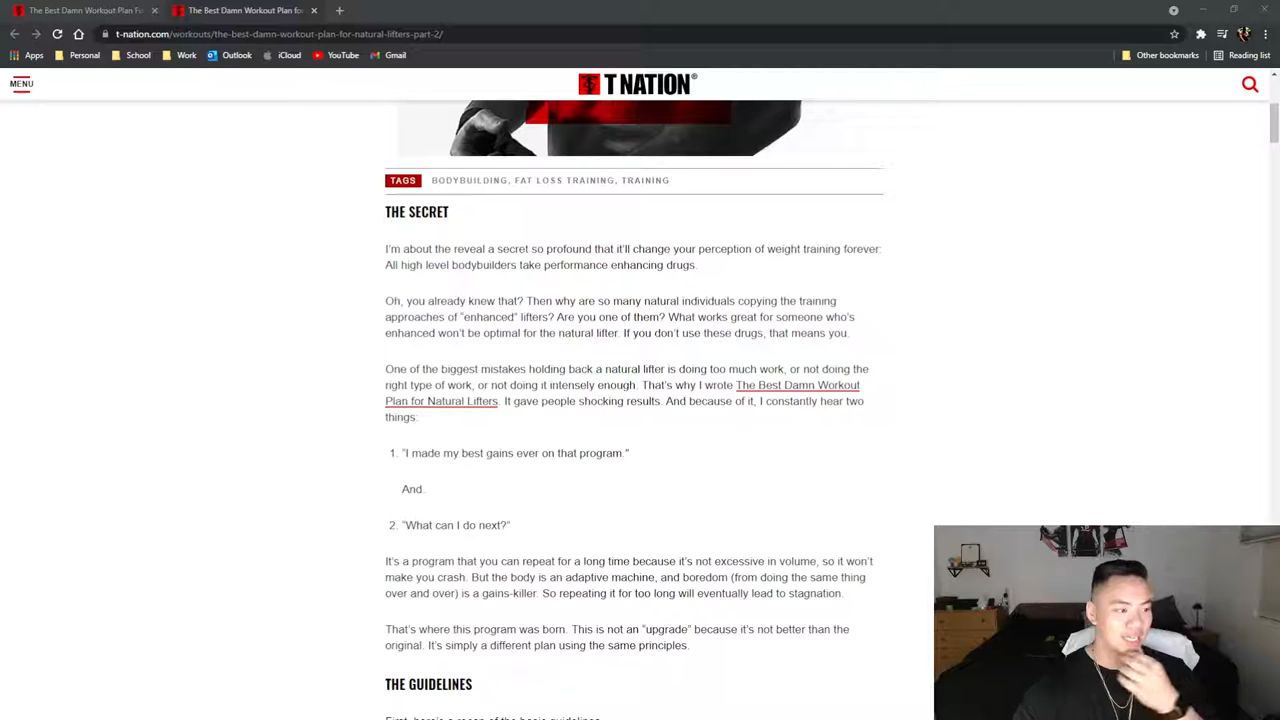 The Best Damn Workout Plan Fo
The Best Damn Workout Plan for
t-nation.com/workouts/the-best-damn-workout-plan-for-natural-lifters-part-2/
Apps Personal School Work Outlook iCloud YouTube Gmail Other bookmarks Reading list
MENU
T NATION®
TAGS BODYBUILDING, FAT LOSS TRAINING, TRAINING
THE SECRET
I'm about the reveal a secret so profound that it'll change your perception of weight training forever:
All high level bodybuilders take performance enhancing drugs.
Oh, you already knew that? Then why are so many natural individuals copying the training
approaches of "enhanced" lifters? Are you one of them? What works great for someone who's
enhanced won't be optimal for the natural lifter. If you don't use these drugs, that means you.
One of the biggest mistakes holding back a natural lifter is doing too much work, or not doing the
right type of work, or not doing it intensely enough. That's why I wrote The Best Damn Workout
Plan for Natural Lifters. It gave people shocking results. And because of it, I constantly hear two
things:
1. "I made my best gains ever on that program."
And.
2. "What can I do next?"
It's a program that you can repeat for a long time because it's not excessive in volume, so it won't
make you crash. But the body is an adaptive machine, and boredom (from doing the same thing
over and over) is a gains-killer. So repeating it for too long will eventually lead to stagnation.
That's where this program was born. This is not an "upgrade" because it's not better than the
original. It's simply a different plan using the same principles.
THE GUIDELINES
First, here's a recap of the basic guidelines